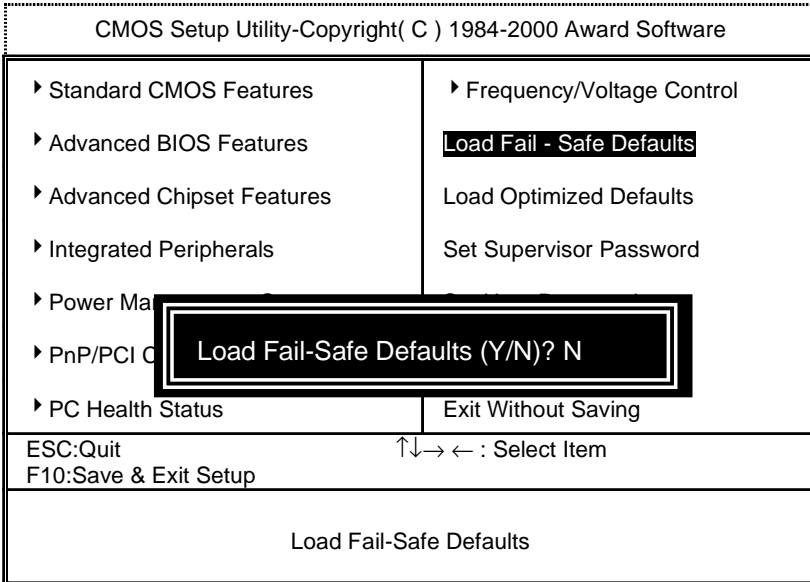 CMOS Setup Utility-Copyright( C ) 1984-2000 Award Software
Standard CMOS Features
Advanced BIOS Features
Advanced Chipset Features
Integrated Peripherals
Power Ma
PnP/PCI C
PC Health Status
Frequency/Voltage Control
Load Fail - Safe Defaults
Load Optimized Defaults
Set Supervisor Password
Exit Without Saving
Load Fail-Safe Defaults (Y/N)? N
ESC:Quit
↑↓→ ← : Select Item
F10:Save & Exit Setup
Load Fail-Safe Defaults